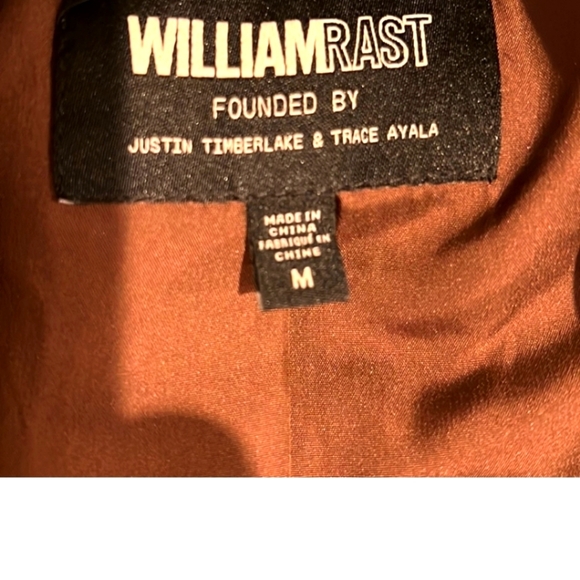 WILLIAMRAST
FOUNDED BY
JUSTIN TIMBERLAKE & TRACE AYALA
MADE IN
CHINA
FABRIQUÉ EN
CHINE
M